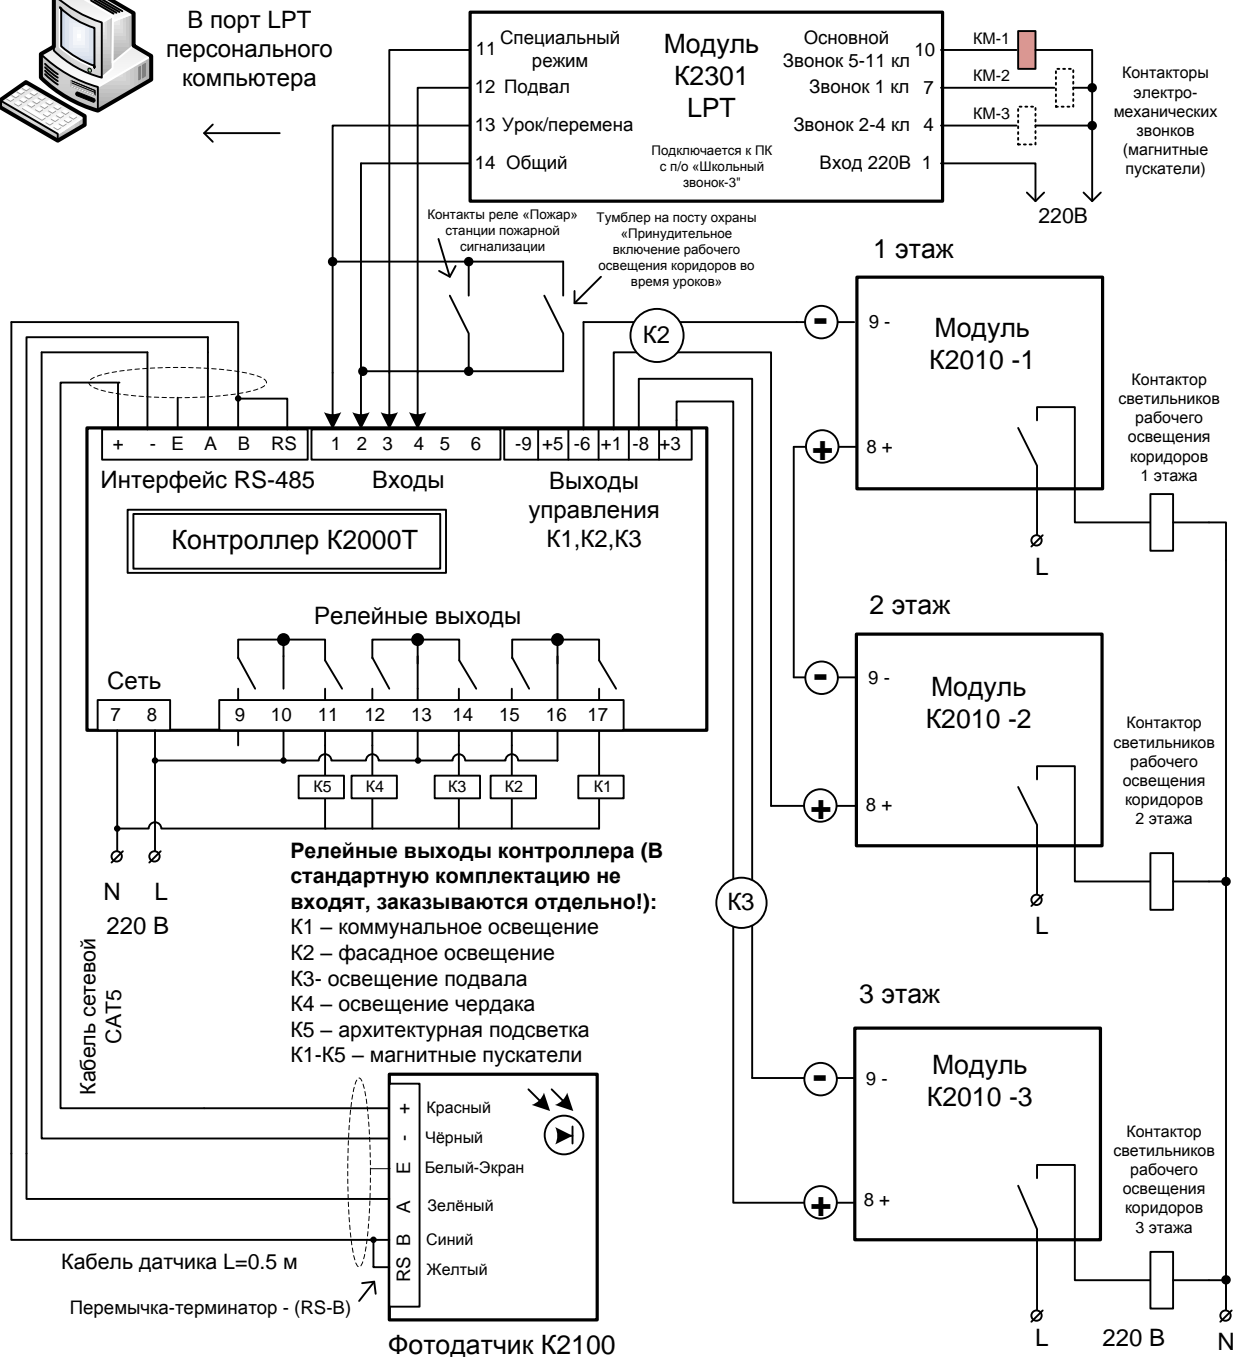 В порт LPT
персонального
компьютера
11 Специальный
режим
12 Подвал
13 Урок/перемена
14 Общий
Модуль
К2301
LPT
Подключается к ПК
с п/о «Школьный
звонок-3"
Основной
Звонок 5-11 кл 10
Звонок 1 кл 7
Звонок 2-4 кл 4
Вход 220В 1
КМ-1
КМ-2
КМ-3
220В
Контакторы
электро-
механических
звонков
(магнитные
пускатели)
Контакты реле «Пожар»
станции пожарной
сигнализации
Тумблер на посту охраны
«Принудительное
включение рабочего
освещения коридоров во
время уроков»
К2
1 этаж
9 -
Модуль
К2010 -1
8 +
-
+
L
Контактор
светильников
рабочего
освещения
коридоров
1 этажа
+ - E A B RS
Интерфейс RS-485
1 2 3 4 5 6
Входы
-9 +5 -6 +1 -8 +3
Выходы
управления
К1,К2,К3
Контроллер К2000Т
Релейные выходы
Сеть
7 8
9 10 11 12 13 14 15 16 17
К5 К4 К3 К2 К1
N L
220 В
2 этаж
9 -
Модуль
К2010 -2
8 +
-
+
L
Контактор
светильников
рабочего
освещения
коридоров
2 этажа
Релейные выходы контроллера (В
стандартную комплектацию не
входят, заказываются отдельно!):
К1 – коммунальное освещение
К2 – фасадное освещение
К3- освещение подвала
К4 – освещение чердака
К5 – архитектурная подсветка
К1-К5 – магнитные пускатели
К3
Кабель сетевой
CAT5
3 этаж
9 -
Модуль
К2010 -3
8 +
-
+
L
220 В
N
Контактор
светильников
рабочего
освещения
коридоров
3 этажа
+ Красный
- Чёрный
E Белый-Экран
A Зелёный
B Синий
RS Желтый
Кабель датчика L=0.5 м
Перемычка-терминатор - (RS-B)
Фотодатчик К2100